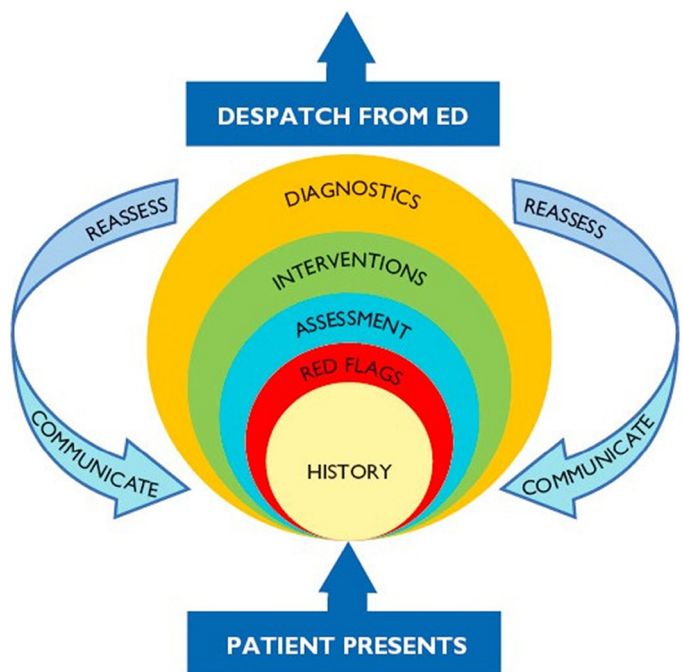 DESPATCH FROM ED
DIAGNOSTICS
REASSESS
REASSESS
INTERVENTIONS
ASSESSMENT
RED FLAGS
HISTORY
COMMUNICATE
COMMUNICATE
PATIENT PRESENTS